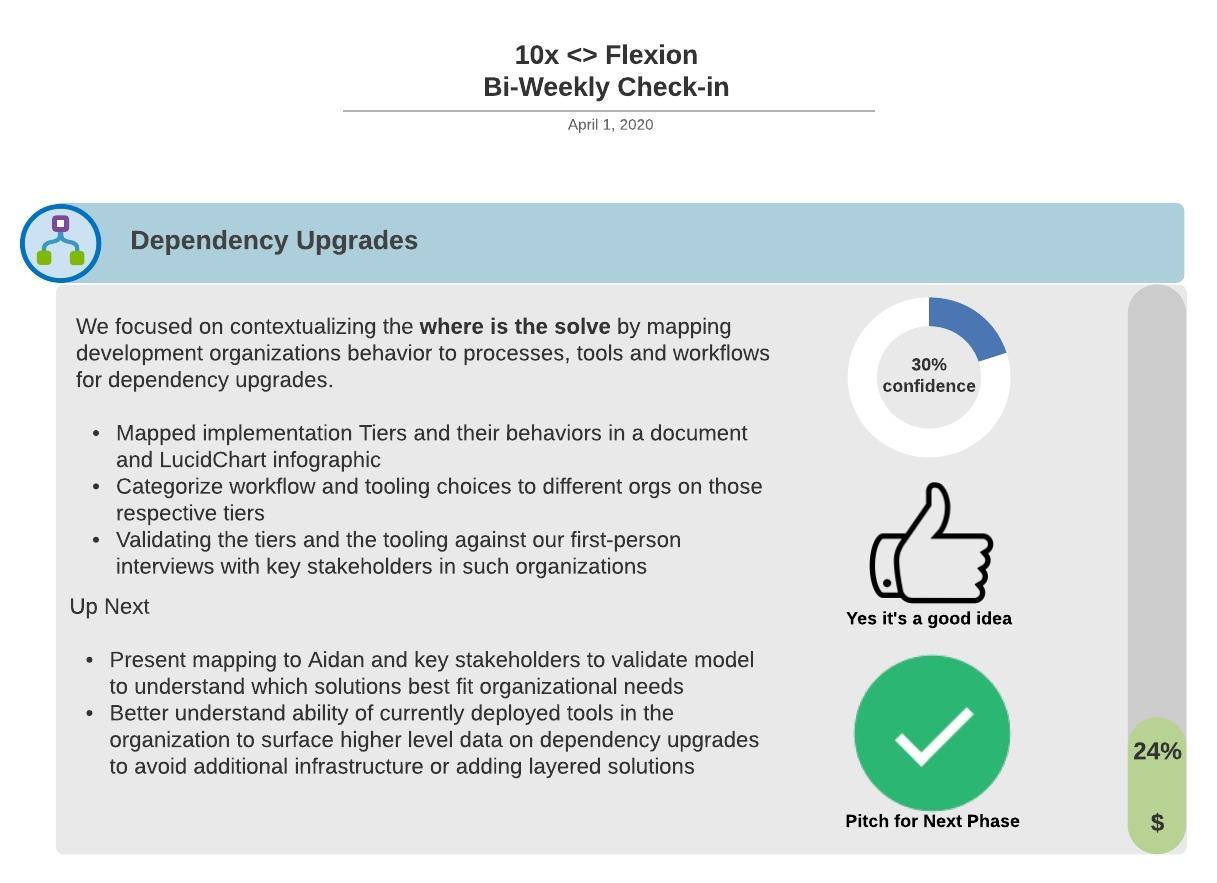 10x <> Flexion
Bi-Weekly Check-in
April 1, 2020
Dependency Upgrades
We focused on contextualizing the where is the solve by mapping
development organizations behavior to processes, tools and workflows
for dependency upgrades.
• Mapped implementation Tiers and their behaviors in a document
and LucidChart infographic
• Categorize workflow and tooling choices to different orgs on those
respective tiers
• Validating the tiers and the tooling against our first-person
interviews with key stakeholders in such organizations
Up Next
• Present mapping to Aidan and key stakeholders to validate model
to understand which solutions best fit organizational needs
• Better understand ability of currently deployed tools in the
organization to surface higher level data on dependency upgrades
to avoid additional infrastructure or adding layered solutions
30%
confidence
Yes it's a good idea
Pitch for Next Phase
24%
$